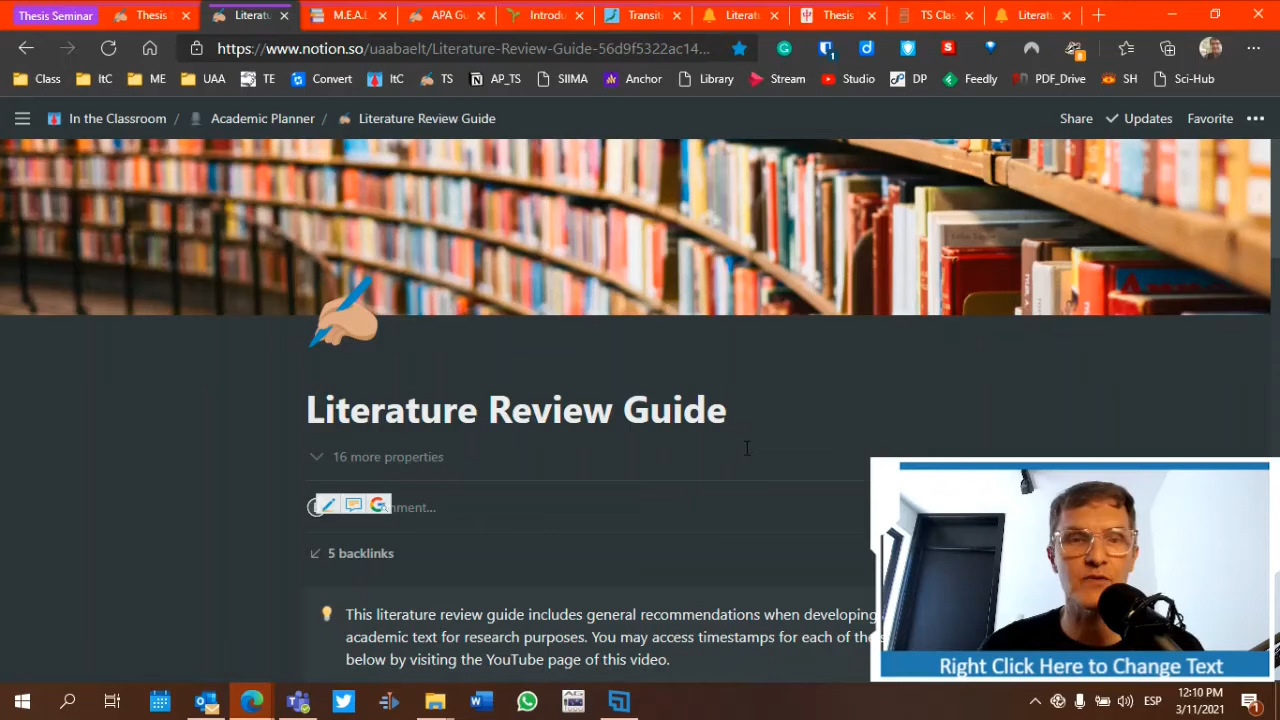 Thesis Seminar
Thesis
Literatu
M.E.A.L
APA Gu
Introdu
Transiti
Literatu
Thesis
TS Clas
Literatu
https://www.notion.so/uaabaelt/Literature-Review-Guide-56d9f5322ac14...
Class
ItC
ME
UAA
TE
Convert
ItC
TS
AP_TS
SIIMA
Anchor
Library
Stream
Studio
DP
Feedly
PDF_Drive
SH
Sci-Hub
In the Classroom / Academic Planner / Literature Review Guide
Share
Updates
Favorite
Literature Review Guide
16 more properties
mment...
5 backlinks
This literature review guide includes general recommendations when developing
academic text for research purposes. You may access timestamps for each of the s
below by visiting the YouTube page of this video.
Right Click Here to Change Text
ESP
12:10 PM
3/11/2021